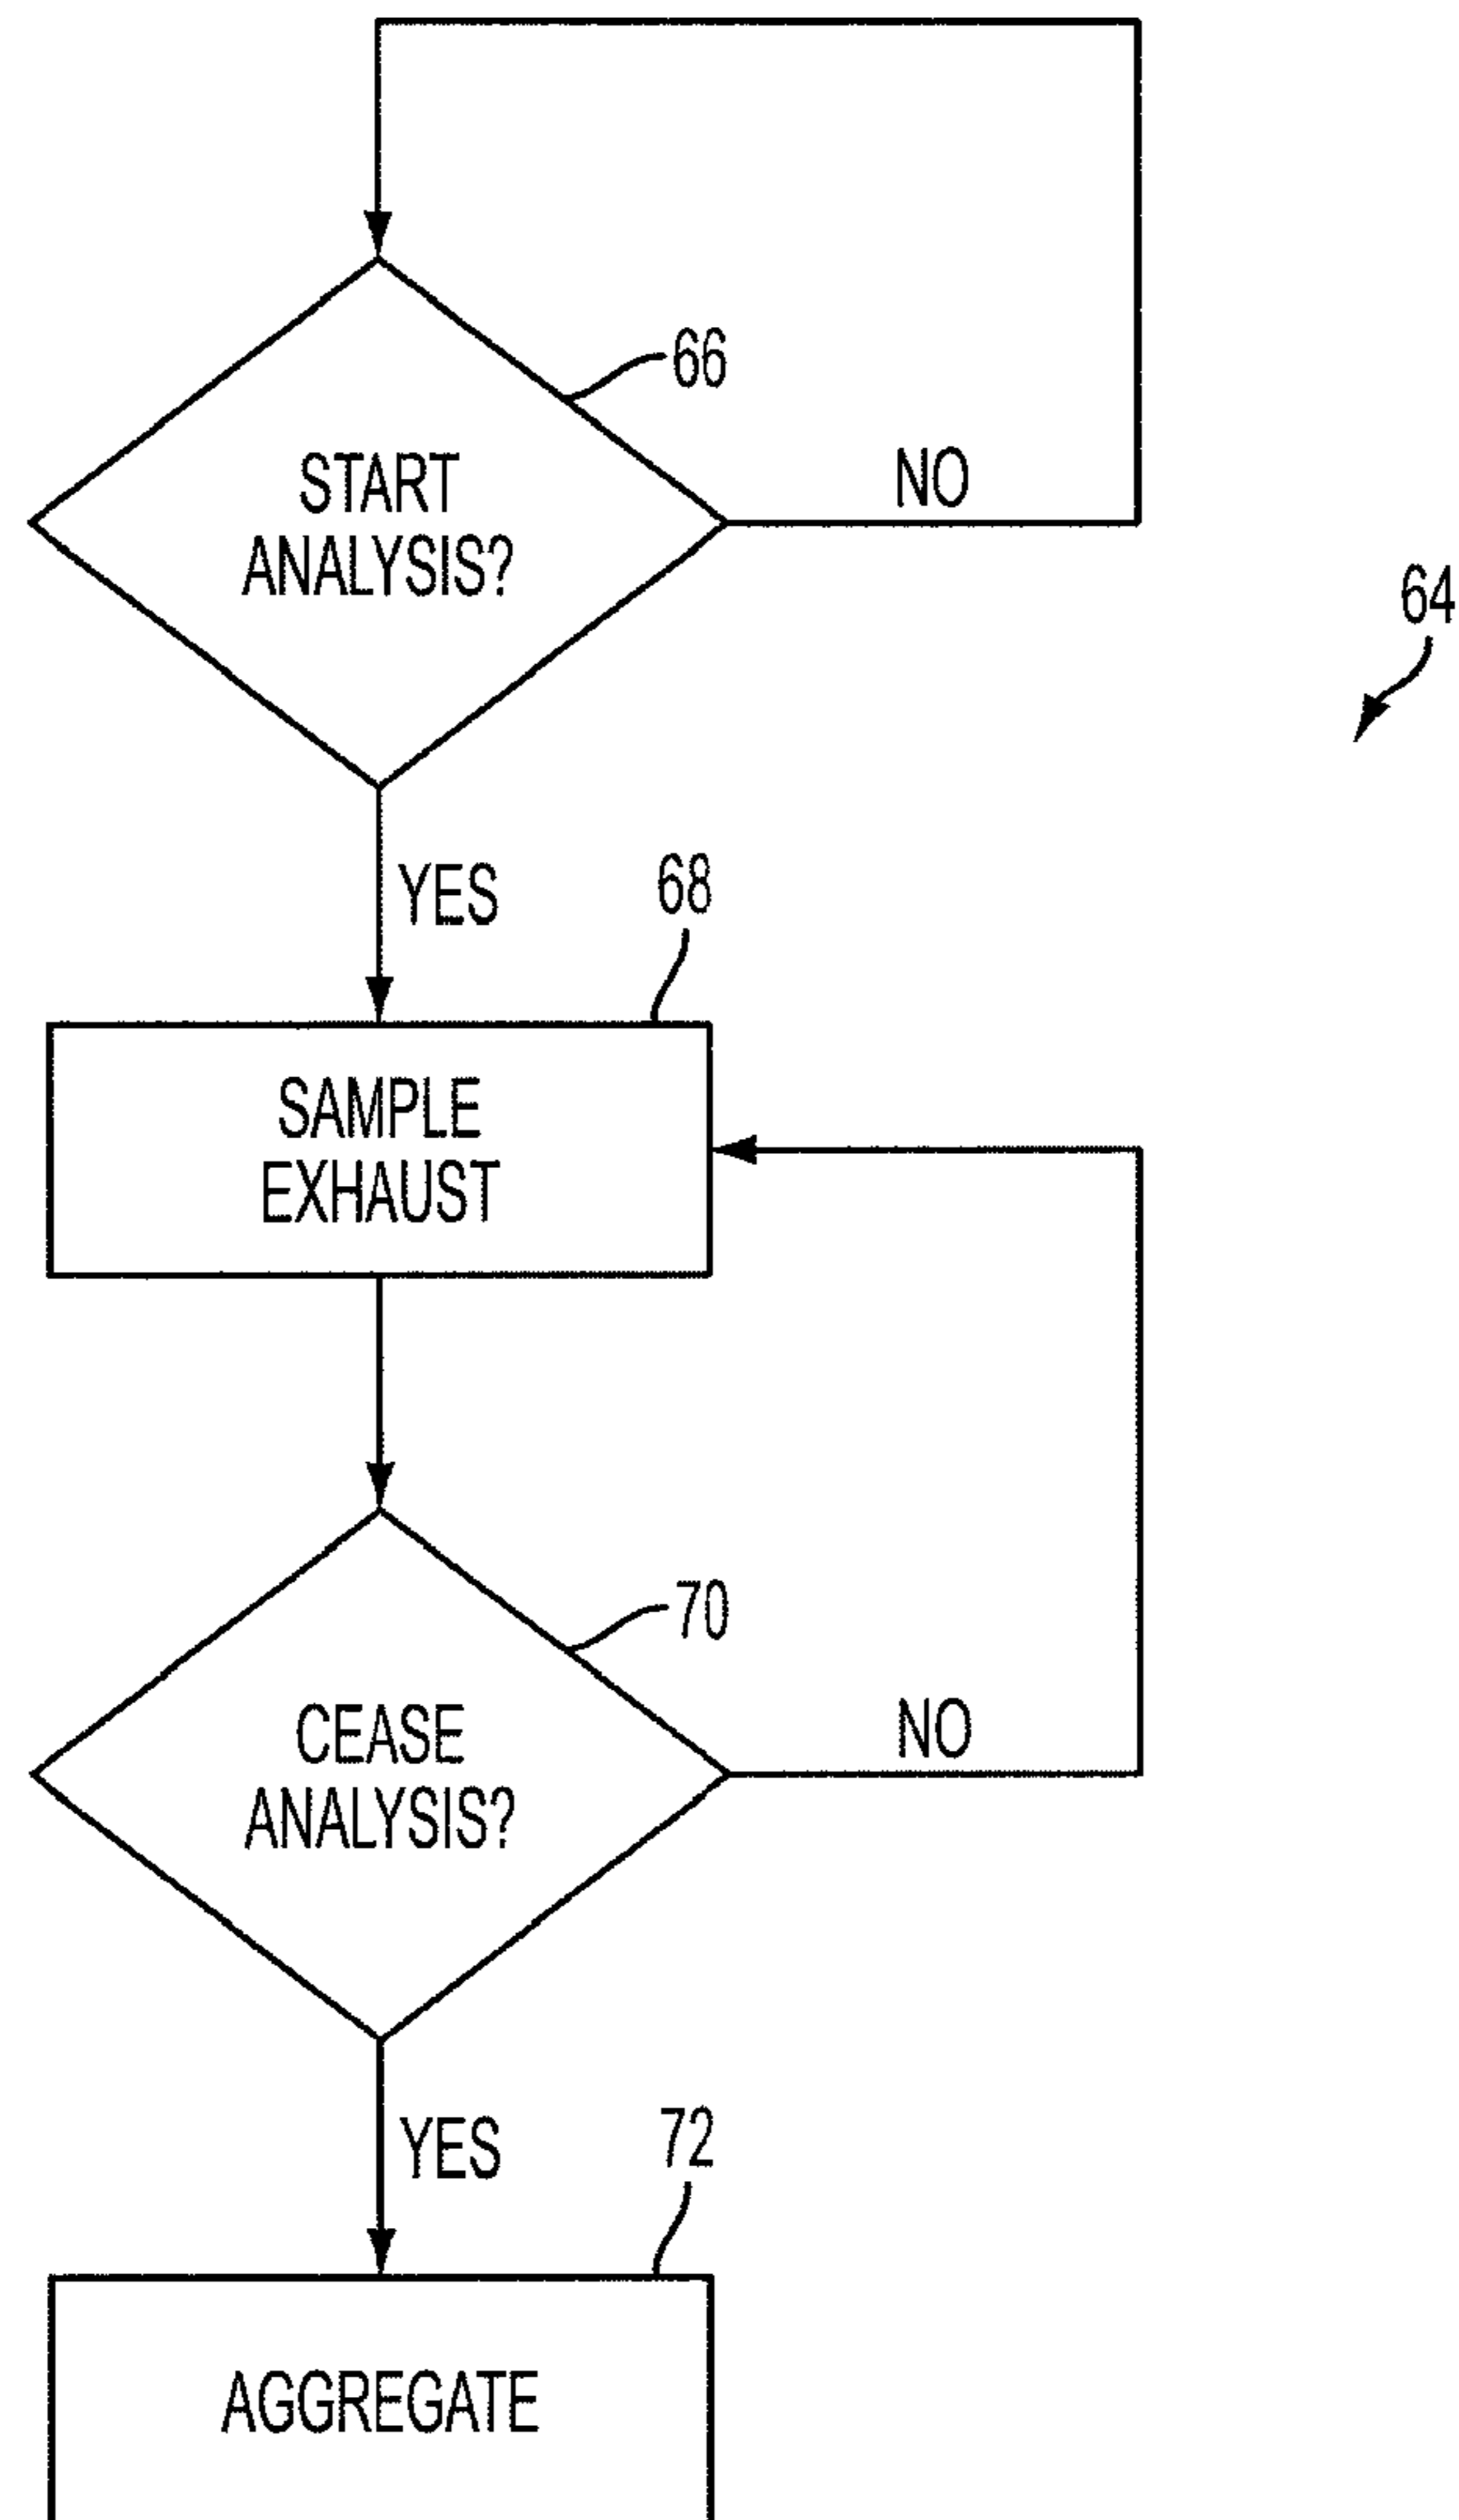 66
START
ANALYSIS?
NO
64
YES
68
SAMPLE
EXHAUST
70
CEASE
ANALYSIS?
NO
YES
72
AGGREGATE